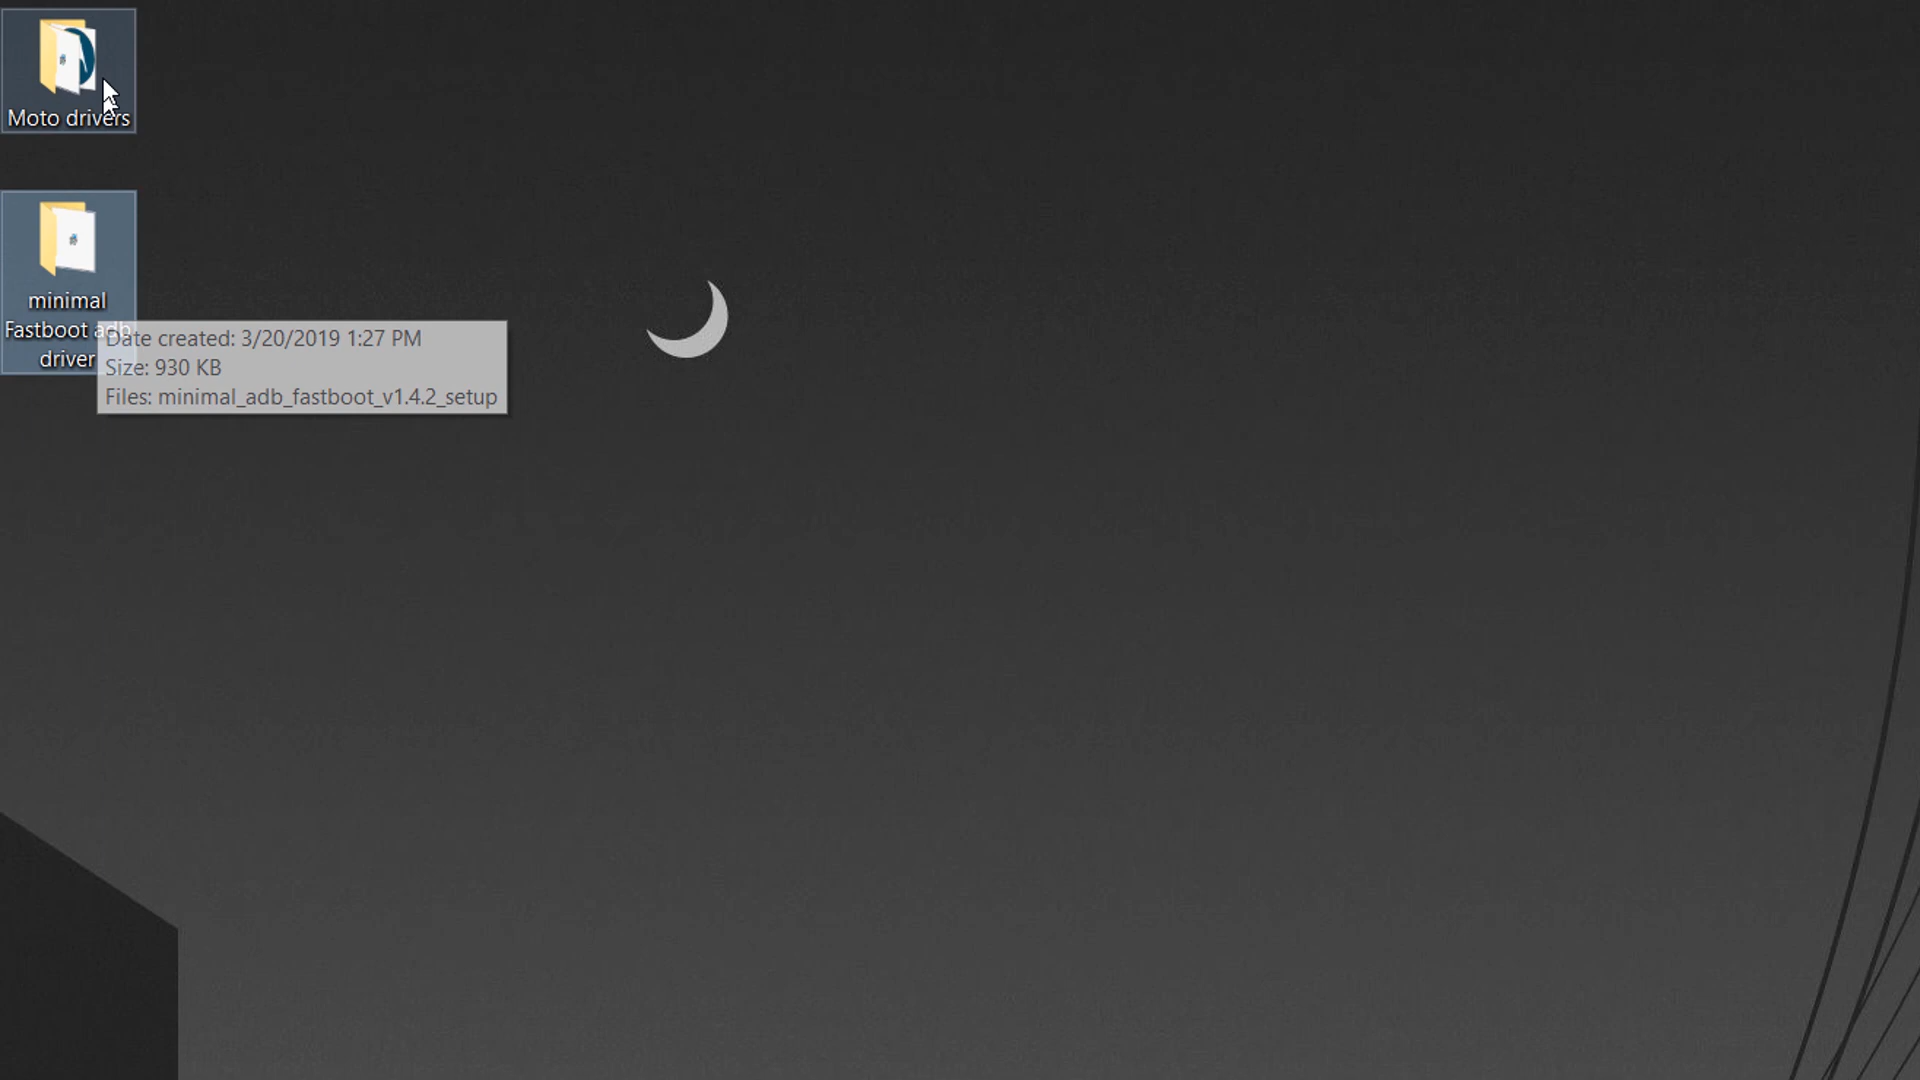 Moto drivers
minimal
Fastboot adb
driver
Date created: 3/20/2019 1:27 PM
Size: 930 KB
Files: minimal_adb_fastboot_v1.4.2_setup